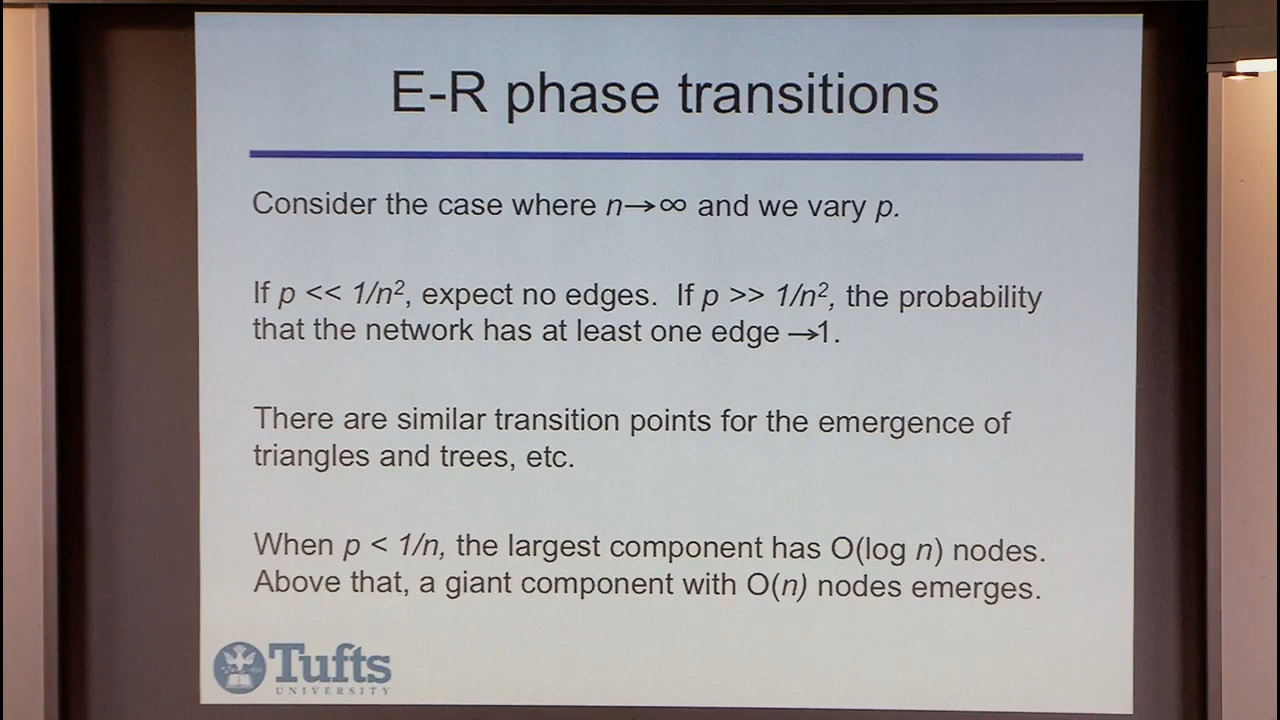 E-R phase transitions
Consider the case where n→∞ and we vary p.
If p << 1/n², expect no edges. If p >> 1/n², the probability
that the network has at least one edge →1.
There are similar transition points for the emergence of
triangles and trees, etc.
When p < 1/n, the largest component has O(log n) nodes.
Above that, a giant component with O(n) nodes emerges.
Tufts
UNIVERSITY